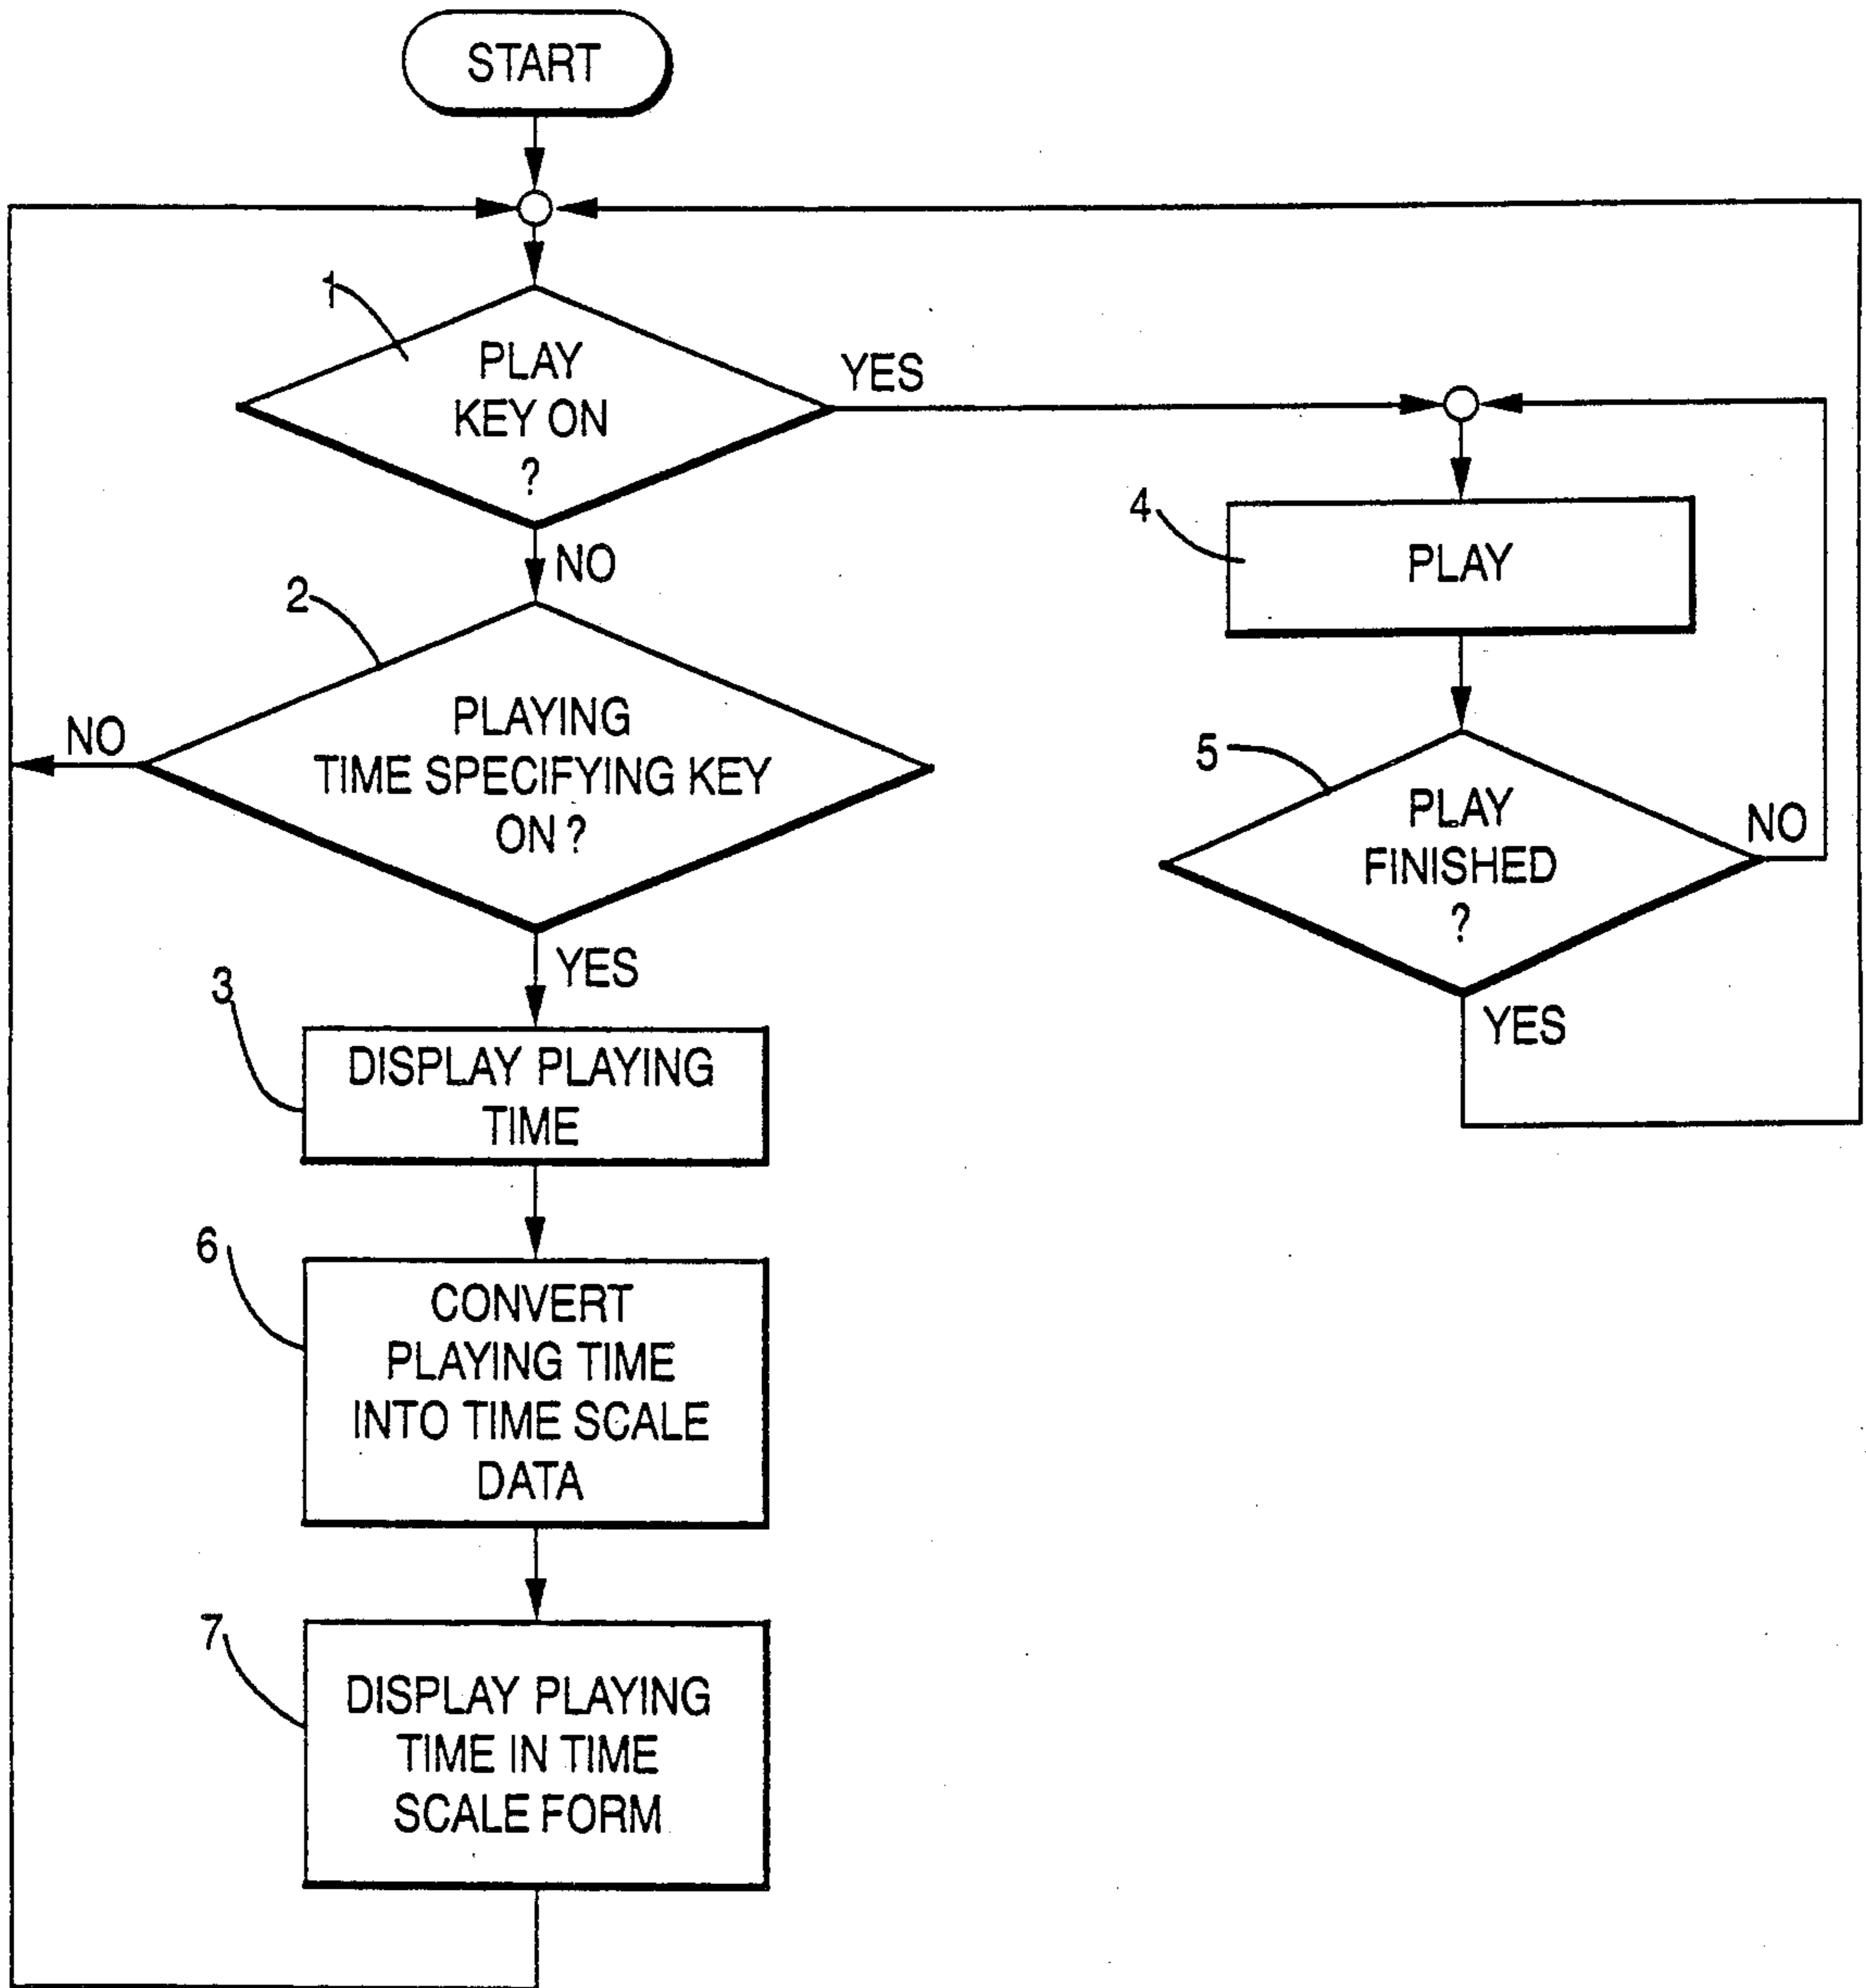 START
1
PLAY
KEY ON
?
YES
NO
2
PLAYING
TIME SPECIFYING KEY
ON ?
NO
YES
3
DISPLAY PLAYING
TIME
6
CONVERT
PLAYING TIME
INTO TIME SCALE
DATA
7
DISPLAY PLAYING
TIME IN TIME
SCALE FORM
4
PLAY
5
PLAY
FINISHED
?
NO
YES